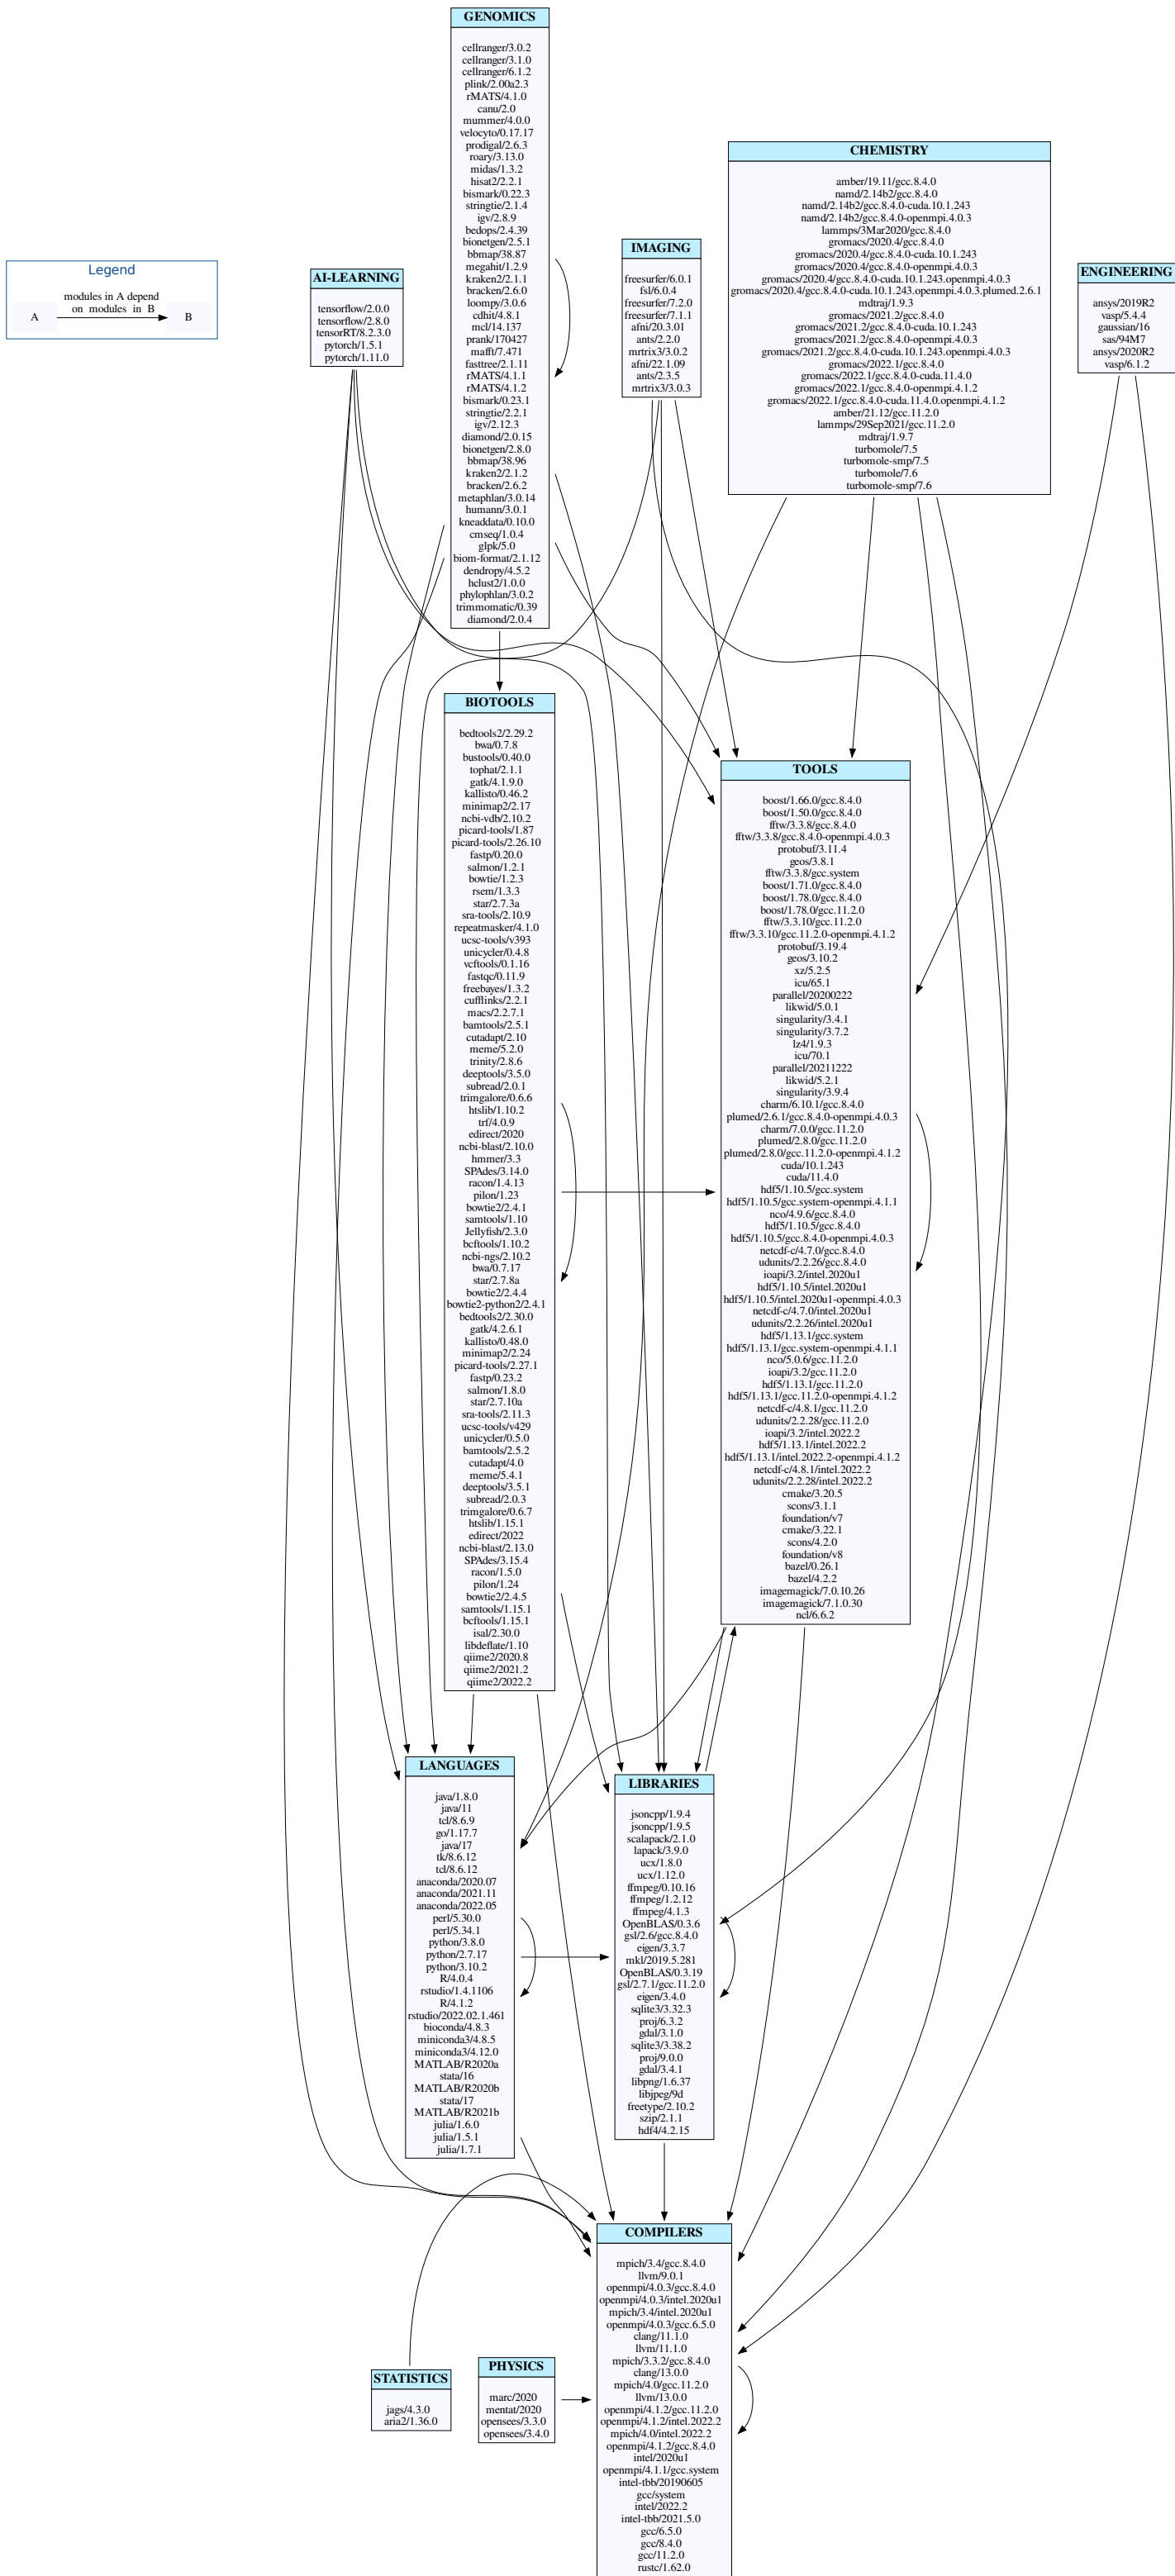 GENOMICS
cellranger/3.0.2
cellranger/3.1.0
cellranger/6.1.2
plink/2.00a2.3
rMATS/4.1.0
canu/2.0
mummer/4.0.0
velocyto/0.17.17
prodigal/2.6.3
roary/3.13.0
midas/1.3.2
hisat2/2.2.1
bismark/0.22.3
stringtie/2.1.4
igv/2.8.9
bedops/2.4.39
bionetgen/2.5.1
bbmap/38.87
megahit/1.2.9
kraken2/2.1.1
bracken/2.6.0
loompy/3.0.6
cdhit/4.8.1
mcl/14.137
prank/170427
mafft/7.471
fasttree/2.1.11
rMATS/4.1.1
rMATS/4.1.2
bismark/0.23.1
stringtie/2.2.1
igv/2.12.3
diamond/2.0.15
bionetgen/2.8.0
bbmap/38.96
kraken2/2.1.2
bracken/2.6.2
metaphlan/3.0.14
humann/3.0.1
kneaddata/0.10.0
cmseq/1.0.4
glpk/5.0
biom-format/2.1.12
dendropy/4.5.2
hclust2/1.0.0
phylophlan/3.0.2
trimmomatic/0.39
diamond/2.0.4
CHEMISTRY
amber/19.11/gcc.8.4.0
namd/2.14b2/gcc.8.4.0
namd/2.14b2/gcc.8.4.0-cuda.10.1.243
namd/2.14b2/gcc.8.4.0-openmpi.4.0.3
lammps/3Mar2020/gcc.8.4.0
gromacs/2020.4/gcc.8.4.0
gromacs/2020.4/gcc.8.4.0-cuda.10.1.243
gromacs/2020.4/gcc.8.4.0-openmpi.4.0.3
gromacs/2020.4/gcc.8.4.0-cuda.10.1.243.openmpi.4.0.3
gromacs/2020.4/gcc.8.4.0-cuda.10.1.243.openmpi.4.0.3.plumed.2.6.1
mdtraj/1.9.3
gromacs/2021.2/gcc.8.4.0
gromacs/2021.2/gcc.8.4.0-cuda.10.1.243
gromacs/2021.2/gcc.8.4.0-openmpi.4.0.3
gromacs/2021.2/gcc.8.4.0-cuda.10.1.243.openmpi.4.0.3
gromacs/2022.1/gcc.8.4.0
gromacs/2022.1/gcc.8.4.0-cuda.11.4.0
gromacs/2022.1/gcc.8.4.0-openmpi.4.1.2
gromacs/2022.1/gcc.8.4.0-cuda.11.4.0.openmpi.4.1.2
amber/21.12/gcc.11.2.0
lammps/29Sep2021/gcc.11.2.0
mdtraj/1.9.7
turbomole/7.5
turbomole-smp/7.5
turbomole/7.6
turbomole-smp/7.6
IMAGING
freesurfer/6.0.1
fsl/6.0.4
freesurfer/7.2.0
freesurfer/7.1.1
afni/20.3.01
ants/2.2.0
mrtrix3/3.0.2
afni/22.1.09
ants/2.3.5
mrtrix3/3.0.3
Legend
modules in A depend
on modules in B
A
B
AI-LEARNING
tensorflow/2.0.0
tensorflow/2.8.0
tensorRT/8.2.3.0
pytorch/1.5.1
pytorch/1.11.0
ENGINEERING
ansys/2019R2
vasp/5.4.4
gaussian/16
sas/94M7
ansys/2020R2
vasp/6.1.2
BIOTOOLS
bedtools2/2.29.2
bwa/0.7.8
bustools/0.40.0
tophat/2.1.1
gatk/4.1.9.0
kallisto/0.46.2
minimap2/2.17
ncbi-vdb/2.10.2
picard-tools/1.87
picard-tools/2.26.10
fastp/0.20.0
salmon/1.2.1
bowtie/1.2.3
rsem/1.3.3
star/2.7.3a
sra-tools/2.10.9
repeatmasker/4.1.0
ucsc-tools/v393
unicycler/0.4.8
vcftools/0.1.16
fastqc/0.11.9
freebayes/1.3.2
cufflinks/2.2.1
macs/2.2.7.1
bamtools/2.5.1
cutadapt/2.10
meme/5.2.0
trinity/2.8.6
deeptools/3.5.0
subread/2.0.1
trimgalore/0.6.6
htslib/1.10.2
trf/4.0.9
edirect/2020
ncbi-blast/2.10.0
hmmer/3.3
SPAdes/3.14.0
racon/1.4.13
pilon/1.23
bowtie2/2.4.1
samtools/1.10
Jellyfish/2.3.0
bcftools/1.10.2
ncbi-ngs/2.10.2
bwa/0.7.17
star/2.7.8a
bowtie2/2.4.4
bowtie2-python2/2.4.1
bedtools2/2.30.0
gatk/4.2.6.1
kallisto/0.48.0
minimap2/2.24
picard-tools/2.27.1
fastp/0.23.2
salmon/1.8.0
star/2.7.10a
sra-tools/2.11.3
ucsc-tools/v429
unicycler/0.5.0
bamtools/2.5.2
cutadapt/4.0
meme/5.4.1
deeptools/3.5.1
subread/2.0.3
trimgalore/0.6.7
htslib/1.15.1
edirect/2022
ncbi-blast/2.13.0
SPAdes/3.15.4
racon/1.5.0
pilon/1.24
bowtie2/2.4.5
samtools/1.15.1
bcftools/1.15.1
isal/2.30.0
libdeflate/1.10
qiime2/2020.8
qiime2/2021.2
qiime2/2022.2
TOOLS
boost/1.66.0/gcc.8.4.0
boost/1.50.0/gcc.8.4.0
fftw/3.3.8/gcc.8.4.0
fftw/3.3.8/gcc.8.4.0-openmpi.4.0.3
protobuf/3.11.4
geos/3.8.1
fftw/3.3.8/gcc.system
boost/1.71.0/gcc.8.4.0
boost/1.78.0/gcc.8.4.0
boost/1.78.0/gcc.11.2.0
fftw/3.3.10/gcc.11.2.0
fftw/3.3.10/gcc.11.2.0-openmpi.4.1.2
protobuf/3.19.4
geos/3.10.2
xz/5.2.5
icu/65.1
parallel/20200222
likwid/5.0.1
singularity/3.4.1
singularity/3.7.2
lz4/1.9.3
icu/70.1
parallel/20211222
likwid/5.2.1
singularity/3.9.4
charm/6.10.1/gcc.8.4.0
plumed/2.6.1/gcc.8.4.0-openmpi.4.0.3
charm/7.0.0/gcc.11.2.0
plumed/2.8.0/gcc.11.2.0
plumed/2.8.0/gcc.11.2.0-openmpi.4.1.2
cuda/10.1.243
cuda/11.4.0
hdf5/1.10.5/gcc.system
hdf5/1.10.5/gcc.system-openmpi.4.1.1
nco/4.9.6/gcc.8.4.0
hdf5/1.10.5/gcc.8.4.0
hdf5/1.10.5/gcc.8.4.0-openmpi.4.0.3
netcdf-c/4.7.0/gcc.8.4.0
udunits/2.2.26/gcc.8.4.0
ioapi/3.2/intel.2020u1
hdf5/1.10.5/intel.2020u1
hdf5/1.10.5/intel.2020u1-openmpi.4.0.3
netcdf-c/4.7.0/intel.2020u1
udunits/2.2.26/intel.2020u1
hdf5/1.13.1/gcc.system
hdf5/1.13.1/gcc.system-openmpi.4.1.1
nco/5.0.6/gcc.11.2.0
ioapi/3.2/gcc.11.2.0
hdf5/1.13.1/gcc.11.2.0
hdf5/1.13.1/gcc.11.2.0-openmpi.4.1.2
netcdf-c/4.8.1/gcc.11.2.0
udunits/2.2.28/gcc.11.2.0
ioapi/3.2/intel.2022.2
hdf5/1.13.1/intel.2022.2
hdf5/1.13.1/intel.2022.2-openmpi.4.1.2
netcdf-c/4.8.1/intel.2022.2
udunits/2.2.28/intel.2022.2
cmake/3.20.5
scons/3.1.1
foundation/v7
cmake/3.22.1
scons/4.2.0
foundation/v8
bazel/0.26.1
bazel/4.2.2
imagemagick/7.0.10.26
imagemagick/7.1.0.30
ncl/6.6.2
LANGUAGES
java/1.8.0
java/11
tcl/8.6.9
go/1.17.7
java/17
tk/8.6.12
tcl/8.6.12
anaconda/2020.07
anaconda/2021.11
anaconda/2022.05
perl/5.30.0
perl/5.34.1
python/3.8.0
python/2.7.17
python/3.10.2
R/4.0.4
rstudio/1.4.1106
R/4.1.2
rstudio/2022.02.1.461
bioconda/4.8.3
miniconda3/4.8.5
miniconda3/4.12.0
MATLAB/R2020a
stata/16
MATLAB/R2020b
stata/17
MATLAB/R2021b
julia/1.6.0
julia/1.5.1
julia/1.7.1
LIBRARIES
jsoncpp/1.9.4
jsoncpp/1.9.5
scalapack/2.1.0
lapack/3.9.0
ucx/1.8.0
ucx/1.12.0
ffmpeg/0.10.16
ffmpeg/1.2.12
ffmpeg/4.1.3
OpenBLAS/0.3.6
gsl/2.6/gcc.8.4.0
eigen/3.3.7
mkl/2019.5.281
OpenBLAS/0.3.19
gsl/2.7.1/gcc.11.2.0
eigen/3.4.0
sqlite3/3.32.3
proj/6.3.2
gdal/3.1.0
sqlite3/3.38.2
proj/9.0.0
gdal/3.4.1
libpng/1.6.37
libjpeg/9d
freetype/2.10.2
szip/2.1.1
hdf4/4.2.15
COMPILERS
mpich/3.4/gcc.8.4.0
llvm/9.0.1
openmpi/4.0.3/gcc.8.4.0
openmpi/4.0.3/intel.2020u1
mpich/3.4/intel.2020u1
openmpi/4.0.3/gcc.6.5.0
clang/11.1.0
llvm/11.1.0
mpich/3.3.2/gcc.8.4.0
clang/13.0.0
mpich/4.0/gcc.11.2.0
llvm/13.0.0
openmpi/4.1.2/gcc.11.2.0
openmpi/4.1.2/intel.2022.2
mpich/4.0/intel.2022.2
openmpi/4.1.2/gcc.8.4.0
intel/2020u1
openmpi/4.1.1/gcc.system
intel-tbb/20190605
gcc/system
intel/2022.2
intel-tbb/2021.5.0
gcc/6.5.0
gcc/8.4.0
gcc/11.2.0
rustc/1.62.0
STATISTICS
jags/4.3.0
aria2/1.36.0
PHYSICS
marc/2020
mentat/2020
opensees/3.3.0
opensees/3.4.0